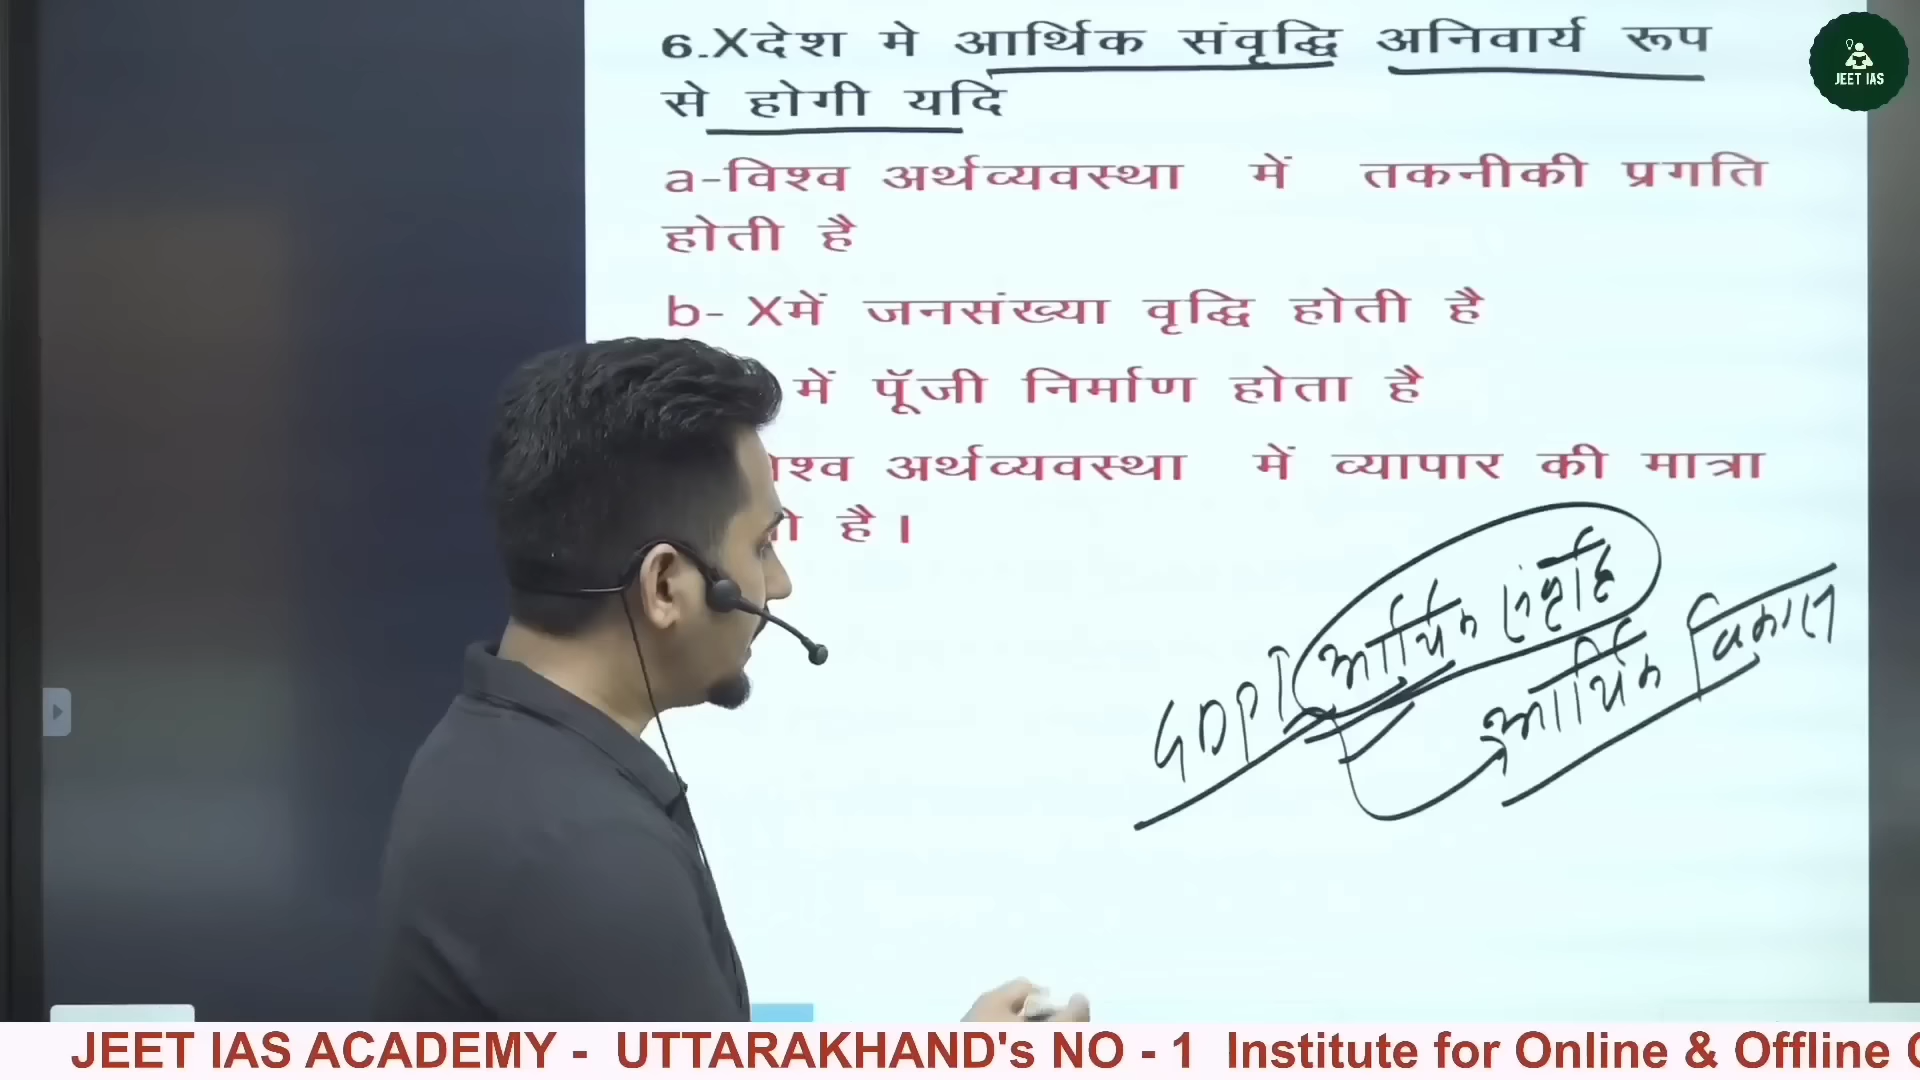 6.Xदेश मे आर्थिक संवृद्धि अनिवार्य रूप
से होगी यदि
a-विश्व अर्थव्यवस्था में तकनीकी प्रगति
होती है
b- Xमें जनसंख्या वृद्धि होती है
में पूँजी निर्माण होता है
अर्थव्यवस्था में व्यापार की मात्रा
है।
GDP↑ आर्थिक संवृद्धि
आर्थिक विकास
JEET IAS
JEET IAS ACADEMY - UTTARAKHAND's NO - 1 Institute for Online & Offline